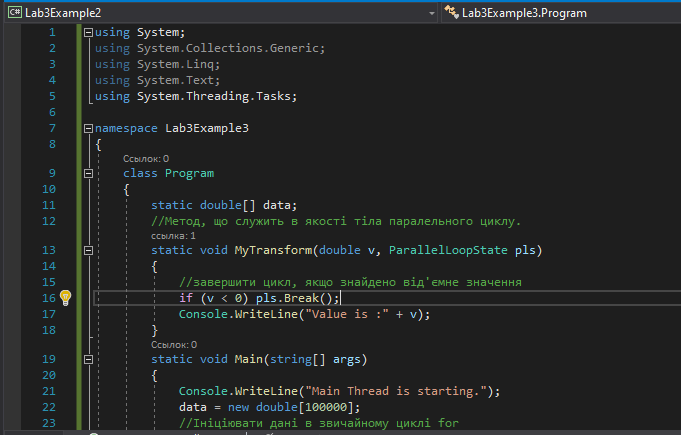 C# Lab3Example2 Lab3Example3.Program
1 using System;
2 using System.Collections.Generic;
3 using System.Linq;
4 using System.Text;
5 using System.Threading.Tasks;
6
7 namespace Lab3Example3
8 {
Ссылок: 0
9 class Program
10 {
11 static double[] data;
12 //Метод, що служить в якості тіла паралельного циклу.
ссылка: 1
13 static void MyTransform(double v, ParallelLoopState pls)
14 {
15 //завершити цикл, якщо знайдено від'ємне значення
16 if (v < 0) pls.Break();
17 Console.WriteLine("Value is :" + v);
18 }
Ссылок: 0
19 static void Main(string[] args)
20 {
21 Console.WriteLine("Main Thread is starting.");
22 data = new double[100000];
23 //Ініціювати дані в звичайному циклі for